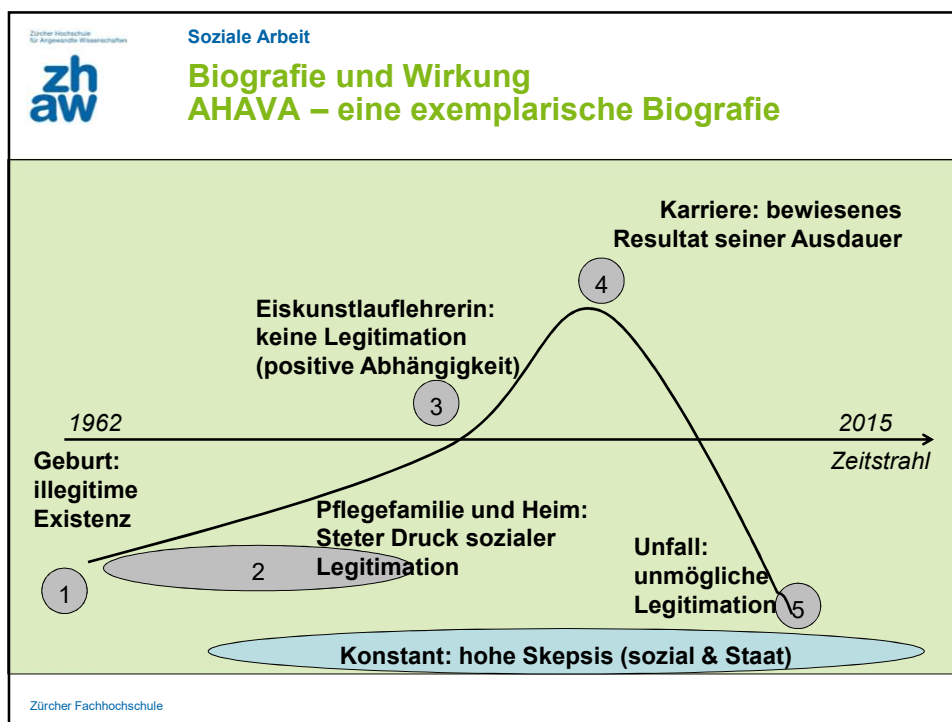 Zürcher Hochschule
für Angewandte Wissenschaften
zh
aw
Soziale Arbeit
Biografie und Wirkung
AHAVA – eine exemplarische Biografie
Karriere: bewiesenes
Resultat seiner Ausdauer
4
Eiskunstlauflehrerin:
keine Legitimation
(positive Abhängigkeit)
3
1962
2015
Zeitstrahl
Geburt:
illegitime
Existenz
1
Pflegefamilie und Heim:
Steter Druck sozialer
Legitimation
2
Unfall:
unmögliche
Legitimation
5
Konstant: hohe Skepsis (sozial & Staat)
Zürcher Fachhochschule